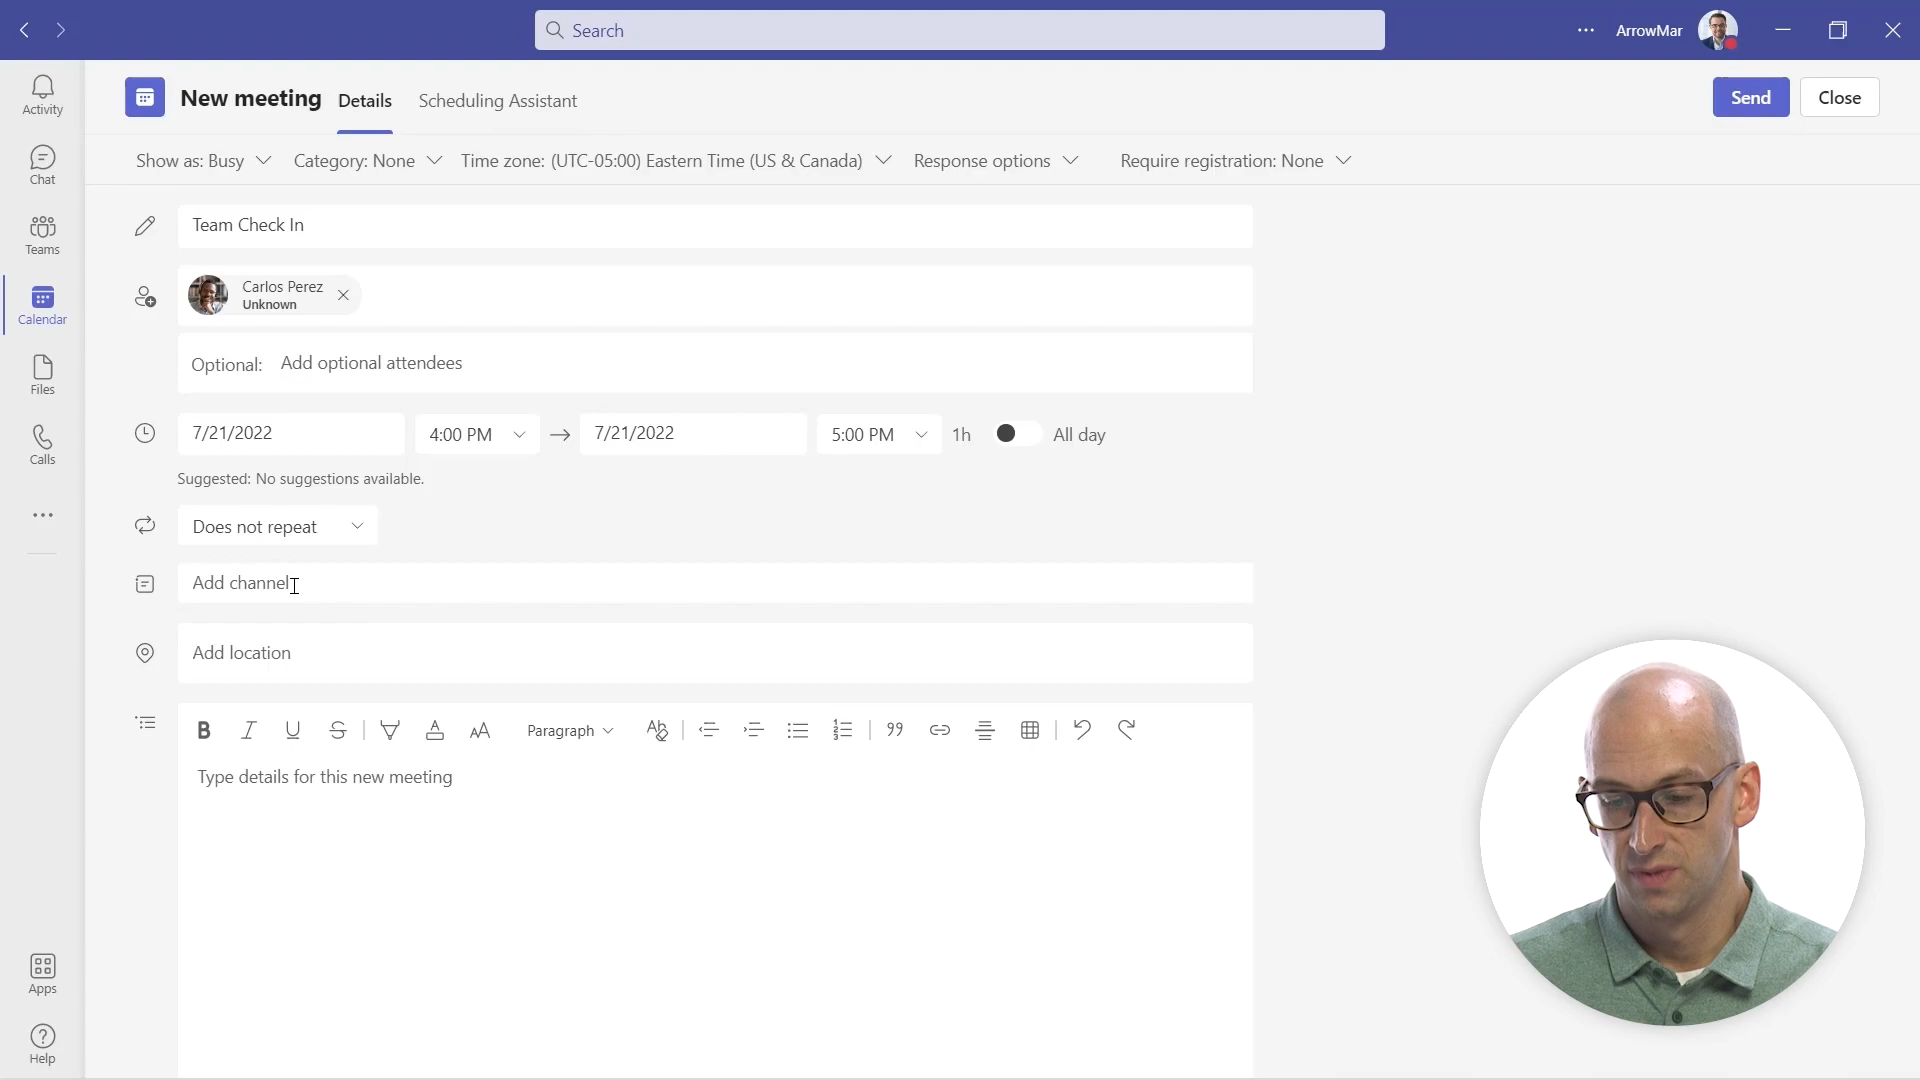 Search
ArrowMar
Activity
Chat
Teams
Calendar
Files
Calls
Apps
Help
New meeting Details Scheduling Assistant
Send Close
Show as: Busy Category: None Time zone: (UTC-05:00) Eastern Time (US & Canada) Response options Require registration: None
Team Check In
Carlos Perez
Unknown
Optional: Add optional attendees
7/21/2022 4:00 PM 7/21/2022 5:00 PM 1h All day
Suggested: No suggestions available.
Does not repeat
Add channel
Add location
Paragraph
Type details for this new meeting